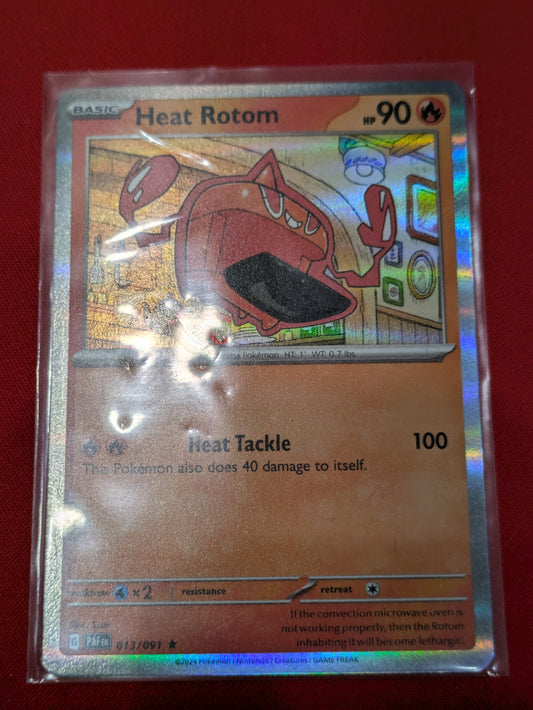 BASIC Heat Rotom HP 90
Pokémon HT: 1' WT: 0.7 lbs.
Heat Tackle 100
This Pokémon also does 40 damage to itself.
×2 resistance retreat
If the convection microwave oven is
not working properly, then the Rotom
inhabiting it will become lethargic.
G PAF EN 013/091
©2024 Pokémon / Nintendo / Creatures / GAME FREAK